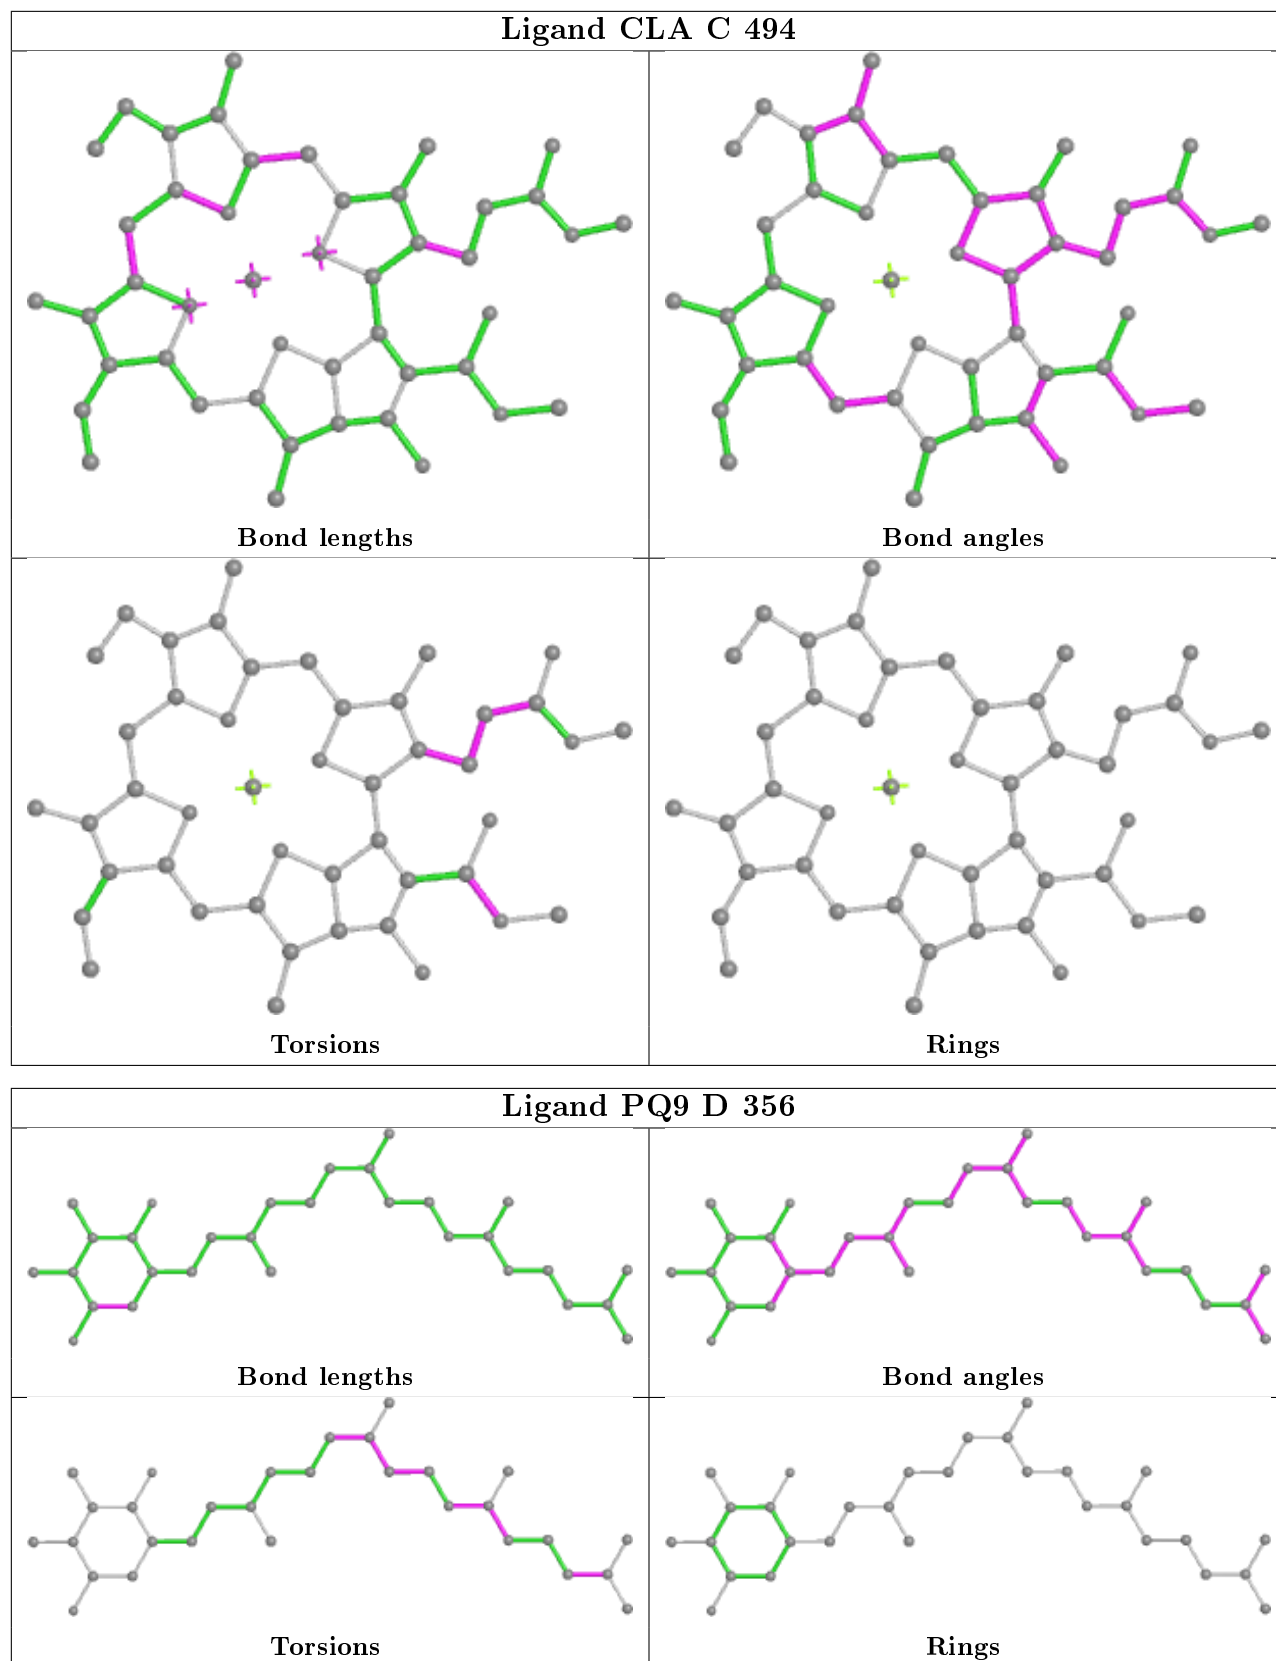 Ligand CLA C 494
Bond lengths
Bond angles
Torsions
Rings
Ligand PQ9 D 356
Bond lengths
Bond angles
Torsions
Rings